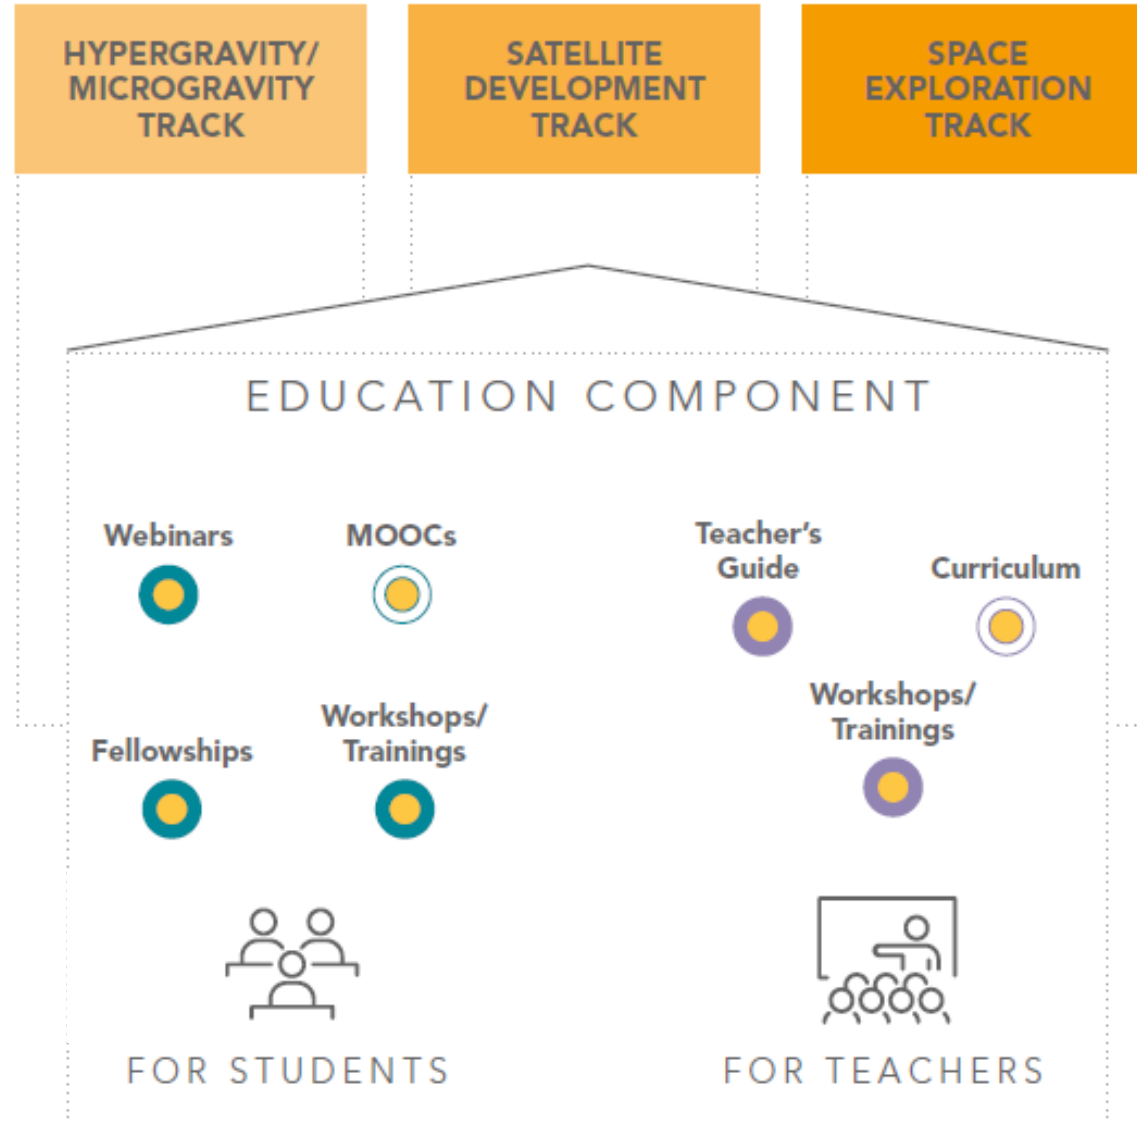 HYPERGRAVITY/
MICROGRAVITY
TRACK
SATELLITE
DEVELOPMENT
TRACK
SPACE
EXPLORATION
TRACK
EDUCATION COMPONENT
Webinars
MOOCs
Fellowships
Workshops/
Trainings
FOR STUDENTS
Teacher’s
Guide
Curriculum
Workshops/
Trainings
FOR TEACHERS